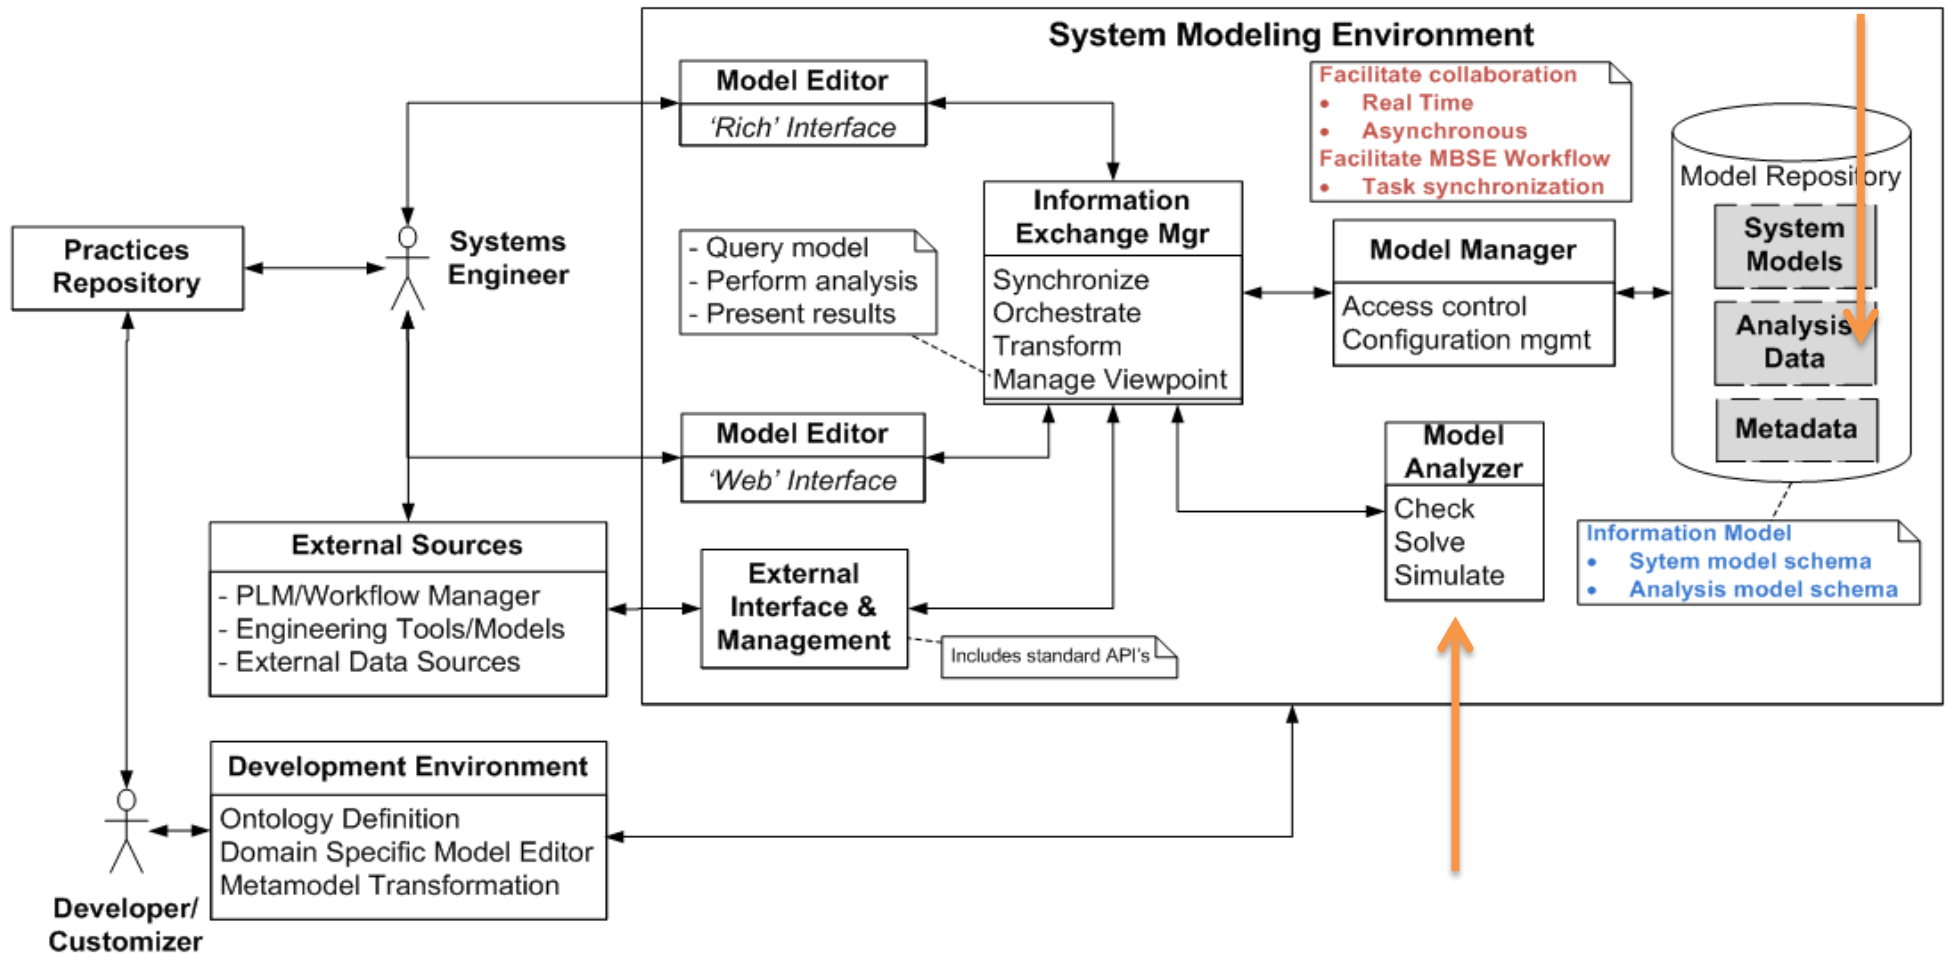 System Modeling Environment
Model Editor
‘Rich’ Interface
Facilitate collaboration
• Real Time
• Asynchronous
Facilitate MBSE Workflow
• Task synchronization
Practices
Repository
Systems
Engineer
- Query model
- Perform analysis
- Present results
Information
Exchange Mgr
Synchronize
Orchestrate
Transform
Manage Viewpoint
Model Manager
Access control
Configuration mgmt
Model Repository
System
Models
Analysis
Data
Metadata
Model Editor
‘Web’ Interface
Model
Analyzer
Check
Solve
Simulate
Information Model
• Sytem model schema
• Analysis model schema
External Sources
- PLM/Workflow Manager
- Engineering Tools/Models
- External Data Sources
External
Interface &
Management
Includes standard API's
Development Environment
Ontology Definition
Domain Specific Model Editor
Metamodel Transformation
Developer/
Customizer